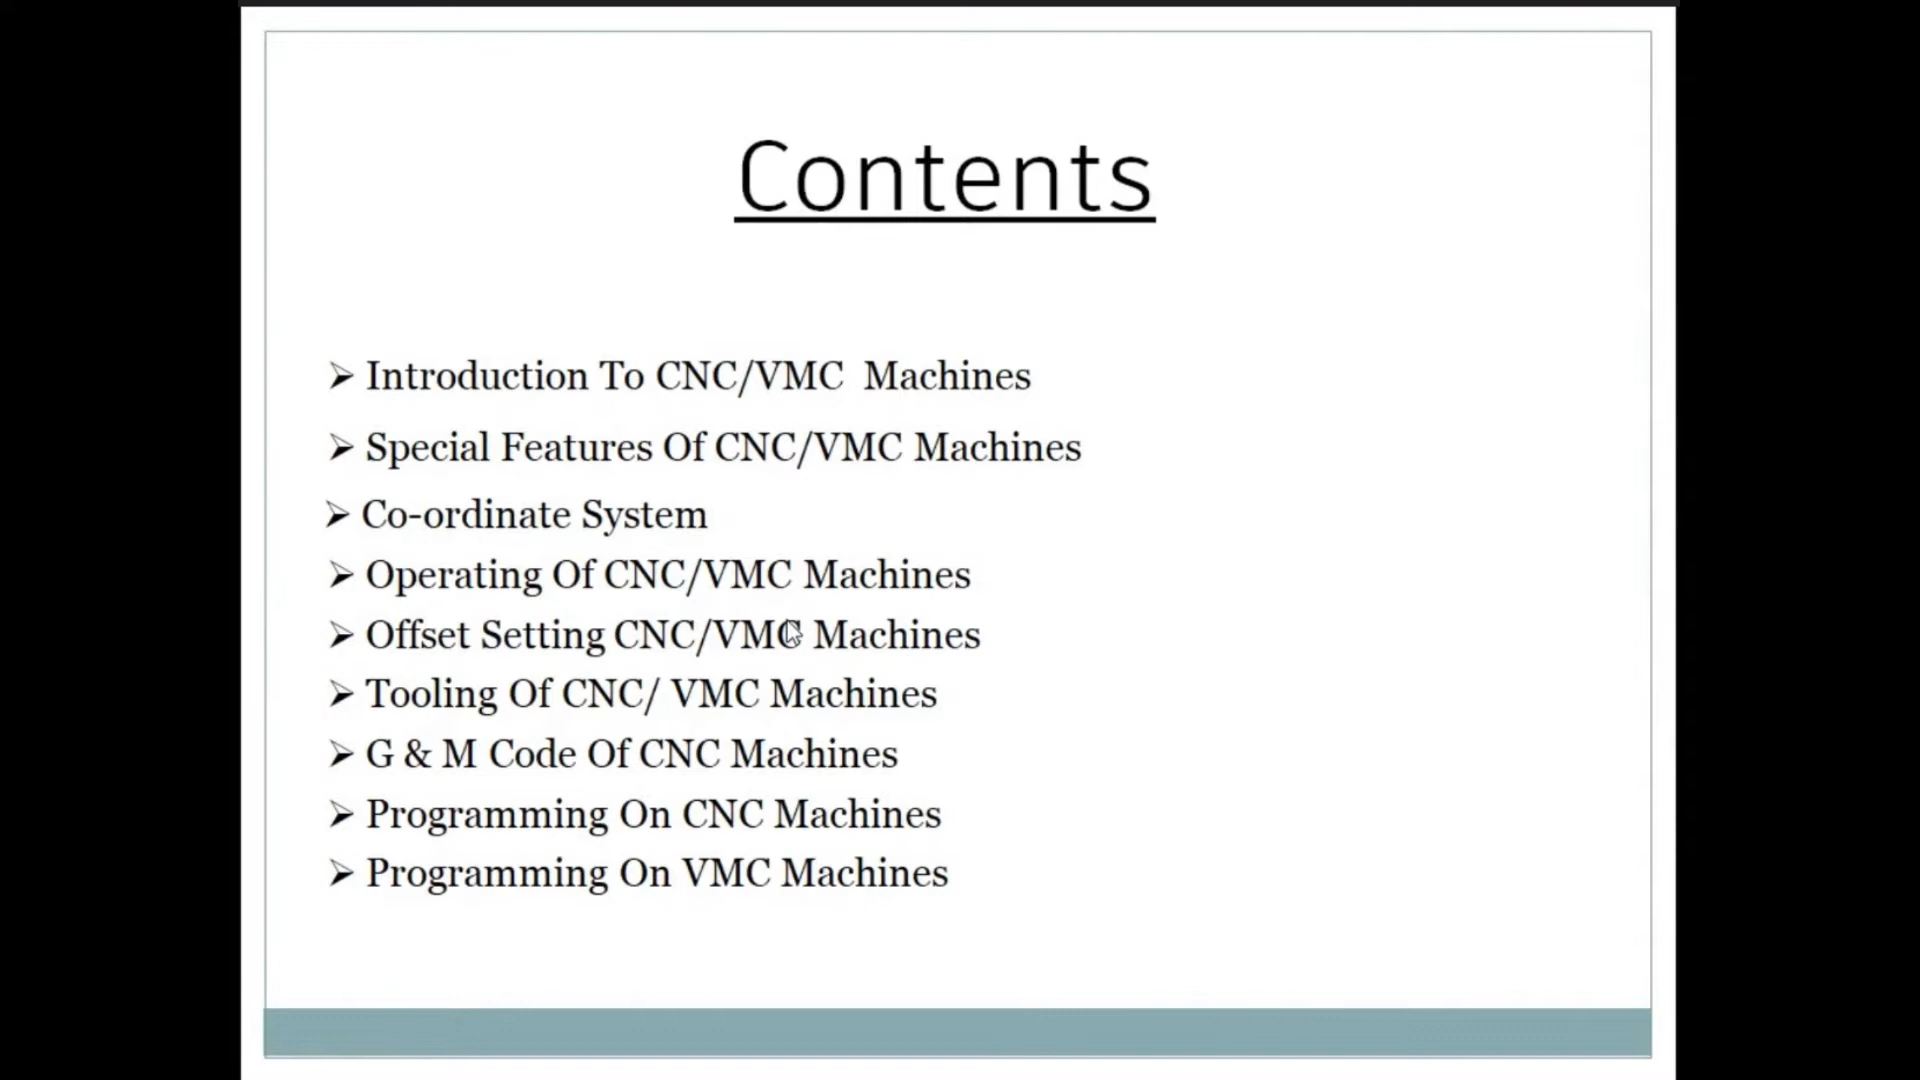 Contents
Introduction To CNC/VMC Machines
Special Features Of CNC/VMC Machines
Co-ordinate System
Operating Of CNC/VMC Machines
Offset Setting CNC/VMC Machines
Tooling Of CNC/ VMC Machines
G & M Code Of CNC Machines
Programming On CNC Machines
Programming On VMC Machines